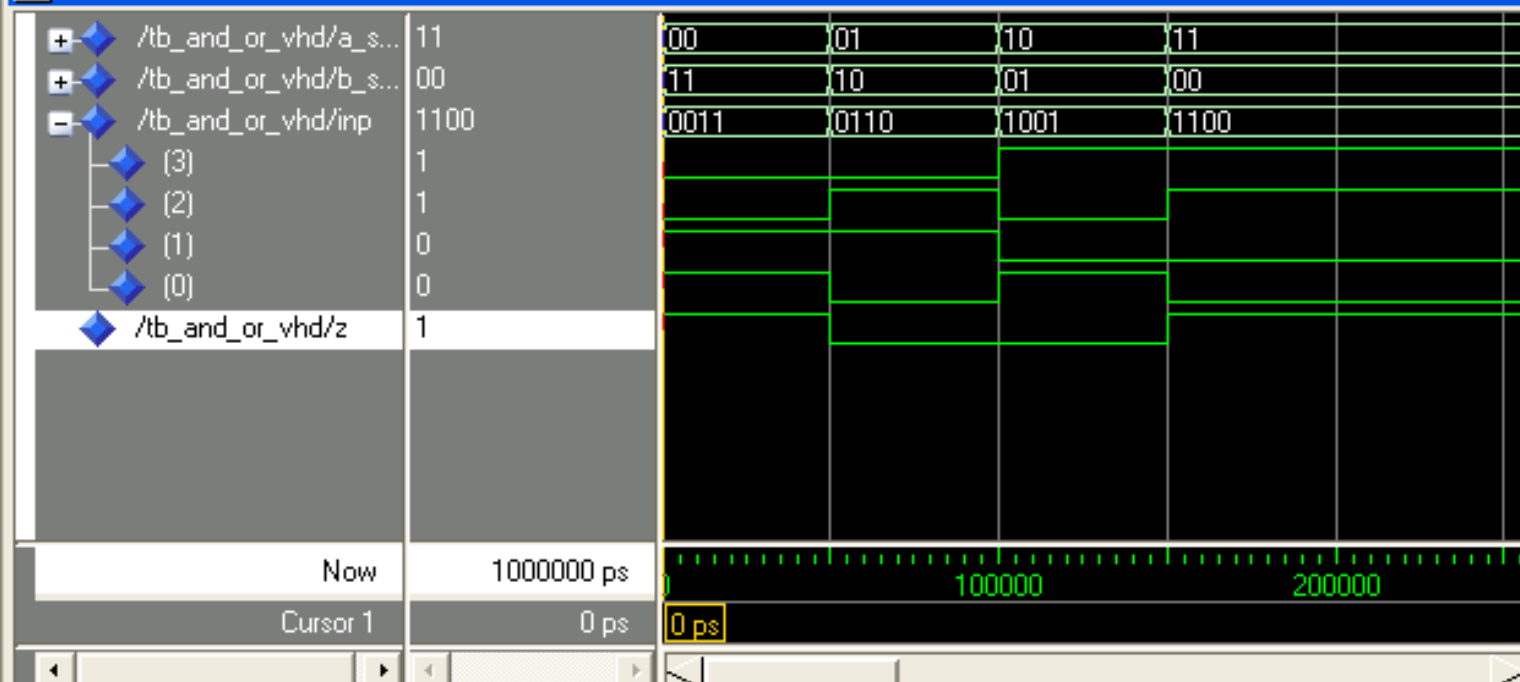 /tb_and_or_vhd/a_s... 11 00 01 10 11
/tb_and_or_vhd/b_s... 00 11 10 01 00
/tb_and_or_vhd/inp 1100 0011 0110 1001 1100
(3) 1
(2) 1
(1) 0
(0) 0
/tb_and_or_vhd/z 1
Now 1000000 ps 100000 200000
Cursor 1 0 ps 0 ps